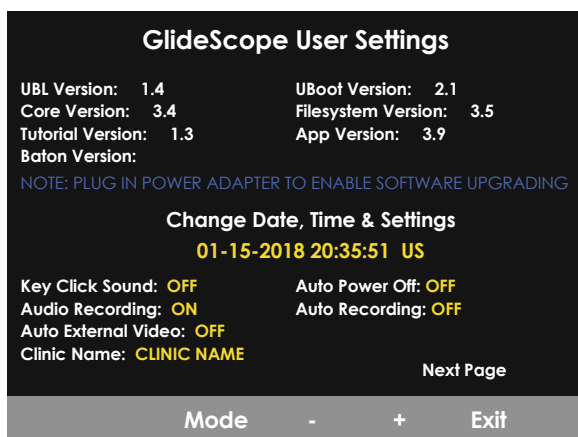 GlideScope User Settings
UBL Version: 1.4 UBoot Version: 2.1
Core Version: 3.4 Filesystem Version: 3.5
Tutorial Version: 1.3 App Version: 3.9
Baton Version:
NOTE: PLUG IN POWER ADAPTER TO ENABLE SOFTWARE UPGRADING
Change Date, Time & Settings
01-15-2018 20:35:51 US
Key Click Sound: OFF Auto Power Off: OFF
Audio Recording: ON Auto Recording: OFF
Auto External Video: OFF
Clinic Name: CLINIC NAME
Next Page
Mode - + Exit